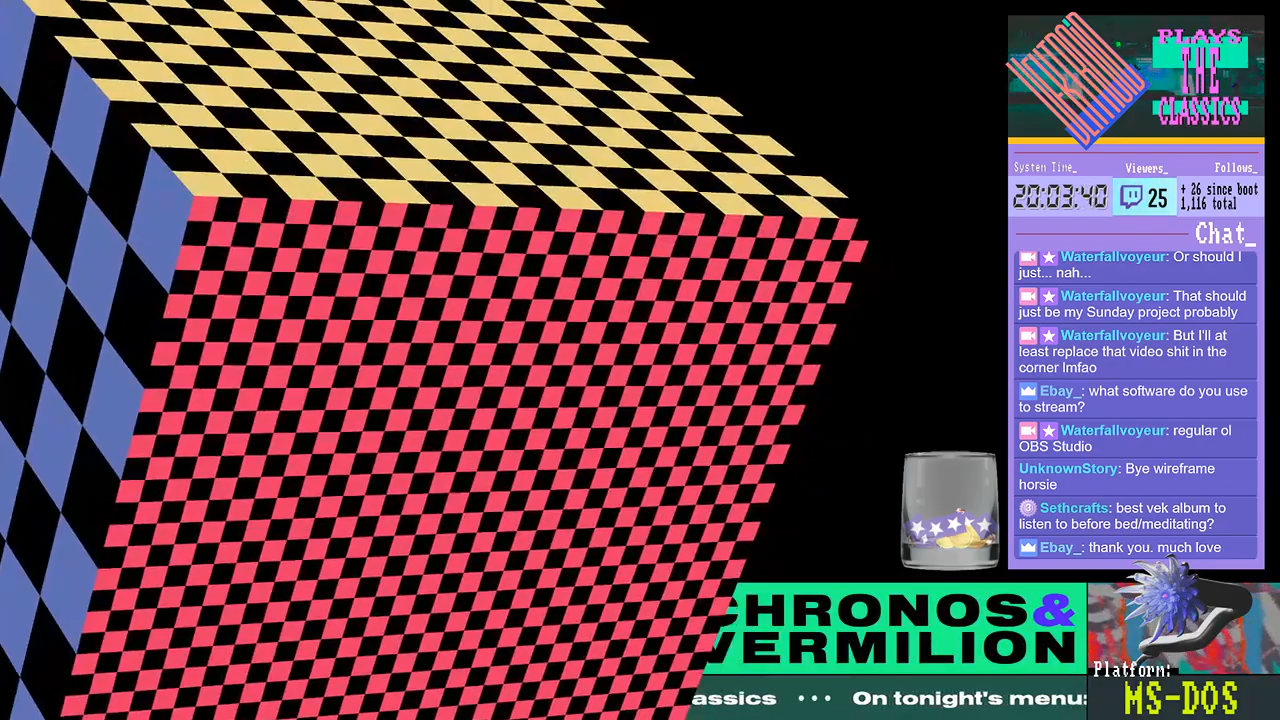 PLAYS
THE
CLASSICS
System Time_ Viewers_ Follows_
20:03:40 25 + 26 since boot
1,116 total
Chat_
Waterfallvoyeur: Or should I
just... nah...
Waterfallvoyeur: That should
just be my Sunday project probably
Waterfallvoyeur: But I'll at
least replace that video shit in the
corner lmfao
Ebay_: what software do you use
to stream?
Waterfallvoyeur: regular ol
OBS Studio
UnknownStory: Bye wireframe
horsie
Sethcrafts: best vek album to
listen to before bed/meditating?
Ebay_: thank you. much love
CHRONOS&
VERMILION
Platform:
MS-DOS
assics ··· On tonight's menu: